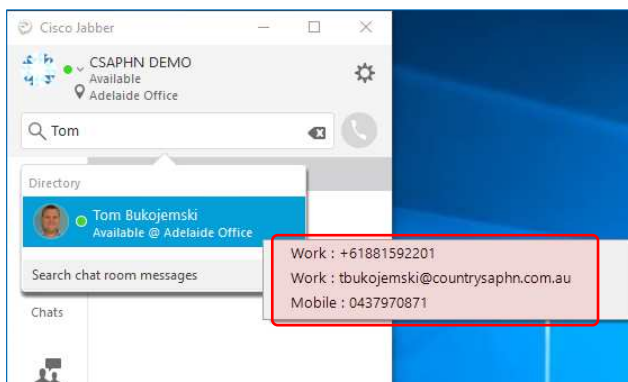 Cisco Jabber
CSAPHN DEMO
Available
Adelaide Office
Tom
Directory
Tom Bukojemski
Available @ Adelaide Office
Work : +61881592201
Work : tbukojemski@countrysaphn.com.au
Mobile : 0437970871
Search chat room messages
Chats